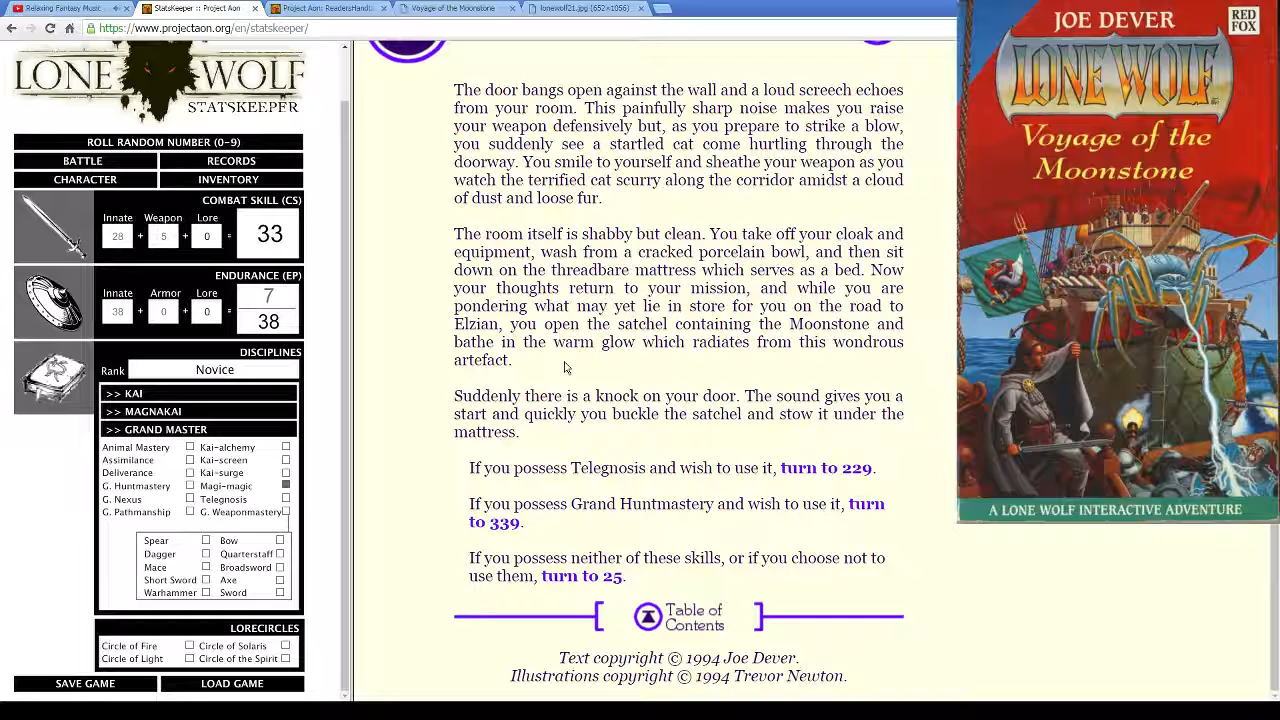 Relaxing Fantasy Music
StatsKeeper :: Project Aon
Project Aon: ReadersHandb
Voyage of the Moonstone
lonewolf21.jpg (652×1056)
https://www.projectaon.org/en/statskeeper/
LONE WOLF
STATSKEEPER
ROLL RANDOM NUMBER (0-9)
BATTLE RECORDS
CHARACTER INVENTORY
COMBAT SKILL (CS)
Innate Weapon Lore
28 + 5 + 0 = 33
ENDURANCE (EP)
Innate Armor Lore
38 + 0 + 0 = 7
38
DISCIPLINES
Rank Novice
>> KAI
>> MAGNAKAI
>> GRAND MASTER
Animal Mastery Kai-alchemy
Assimilance Kai-screen
Deliverance Kai-surge
G. Huntmastery Magi-magic
G. Nexus Telegnosis
G. Pathmanship G. Weaponmastery
Spear Bow
Dagger Quarterstaff
Mace Broadsword
Short Sword Axe
Warhammer Sword
LORECIRCLES
Circle of Fire Circle of Solaris
Circle of Light Circle of the Spirit
SAVE GAME LOAD GAME
The door bangs open against the wall and a loud screech echoes
from your room. This painfully sharp noise makes you raise
your weapon defensively but, as you prepare to strike a blow,
you suddenly see a startled cat come hurtling through the
doorway. You smile to yourself and sheathe your weapon as you
watch the terrified cat scurry along the corridor amidst a cloud
of dust and loose fur.
The room itself is shabby but clean. You take off your cloak and
equipment, wash from a cracked porcelain bowl, and then sit
down on the threadbare mattress which serves as a bed. Now
your thoughts return to your mission, and while you are
pondering what may yet lie in store for you on the road to
Elzian, you open the satchel containing the Moonstone and
bathe in the warm glow which radiates from this wondrous
artefact.
Suddenly there is a knock on your door. The sound gives you a
start and quickly you buckle the satchel and stow it under the
mattress.
If you possess Telegnosis and wish to use it, turn to 229.
If you possess Grand Huntmastery and wish to use it, turn
to 339.
If you possess neither of these skills, or if you choose not to
use them, turn to 25.
Table of
Contents
Text copyright © 1994 Joe Dever.
Illustrations copyright © 1994 Trevor Newton.
JOE DEVER
RED
FOX
LONE WOLF
Voyage of the
Moonstone
A LONE WOLF INTERACTIVE ADVENTURE